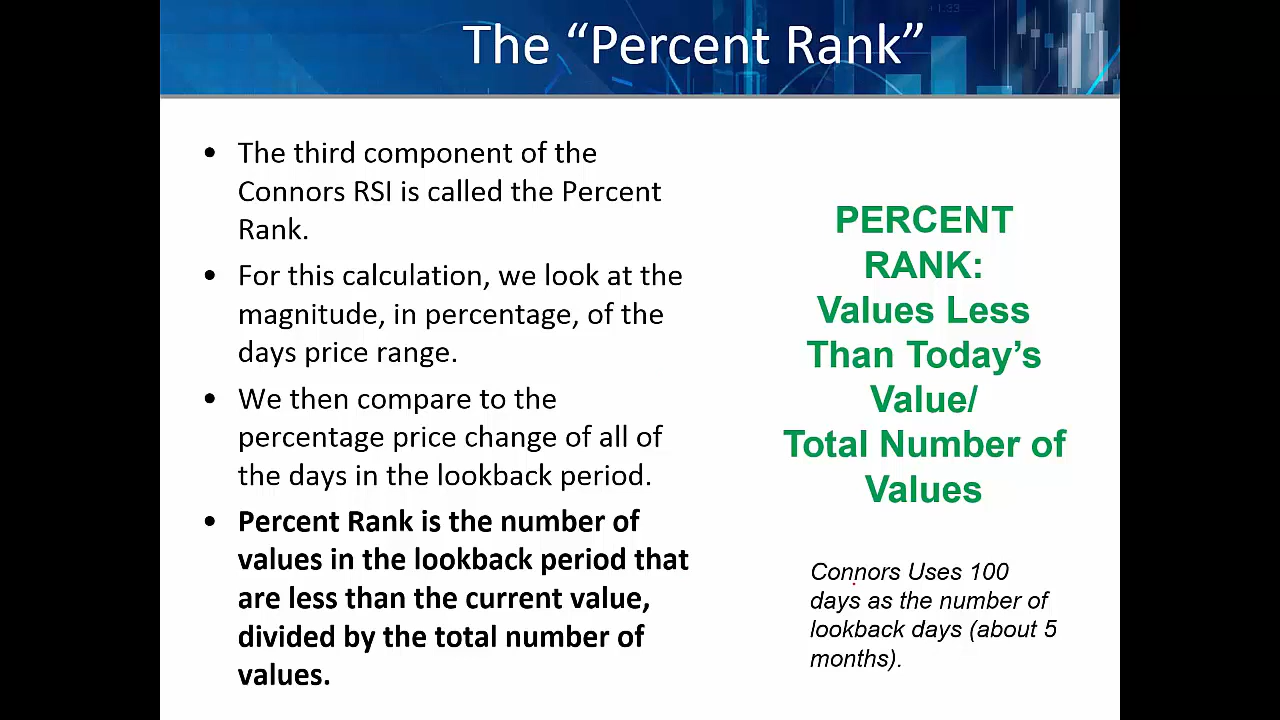 The “Percent Rank”
• The third component of the
Connors RSI is called the Percent
Rank.
• For this calculation, we look at the
magnitude, in percentage, of the
days price range.
• We then compare to the
percentage price change of all of
the days in the lookback period.
• Percent Rank is the number of
values in the lookback period that
are less than the current value,
divided by the total number of
values.
PERCENT
RANK:
Values Less
Than Today’s
Value/
Total Number of
Values
Connors Uses 100
days as the number of
lookback days (about 5
months).